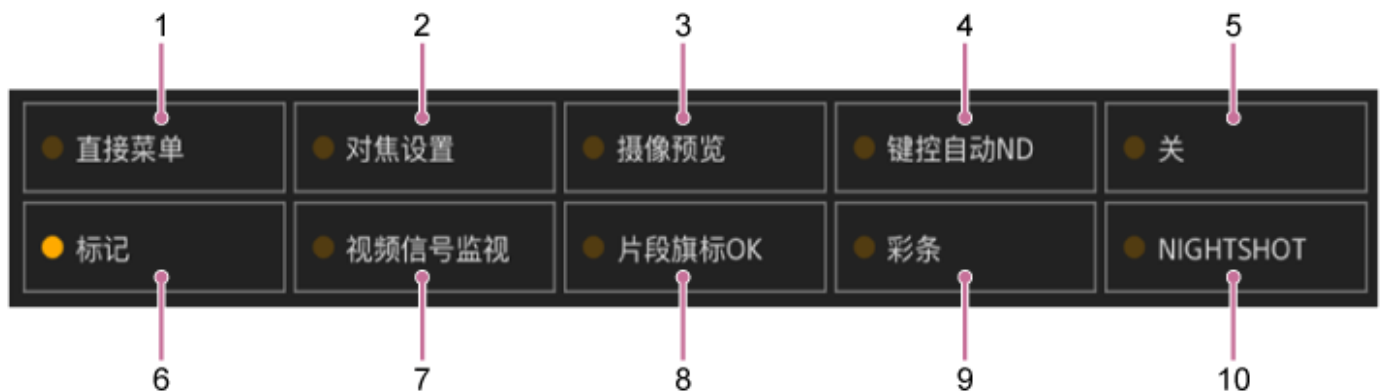 1 2 3 4 5
直接菜单 对焦设置 摄像预览 键控自动ND 关
标记 视频信号监视 片段旗标OK 彩条 NIGHTSHOT
6 7 8 9 10